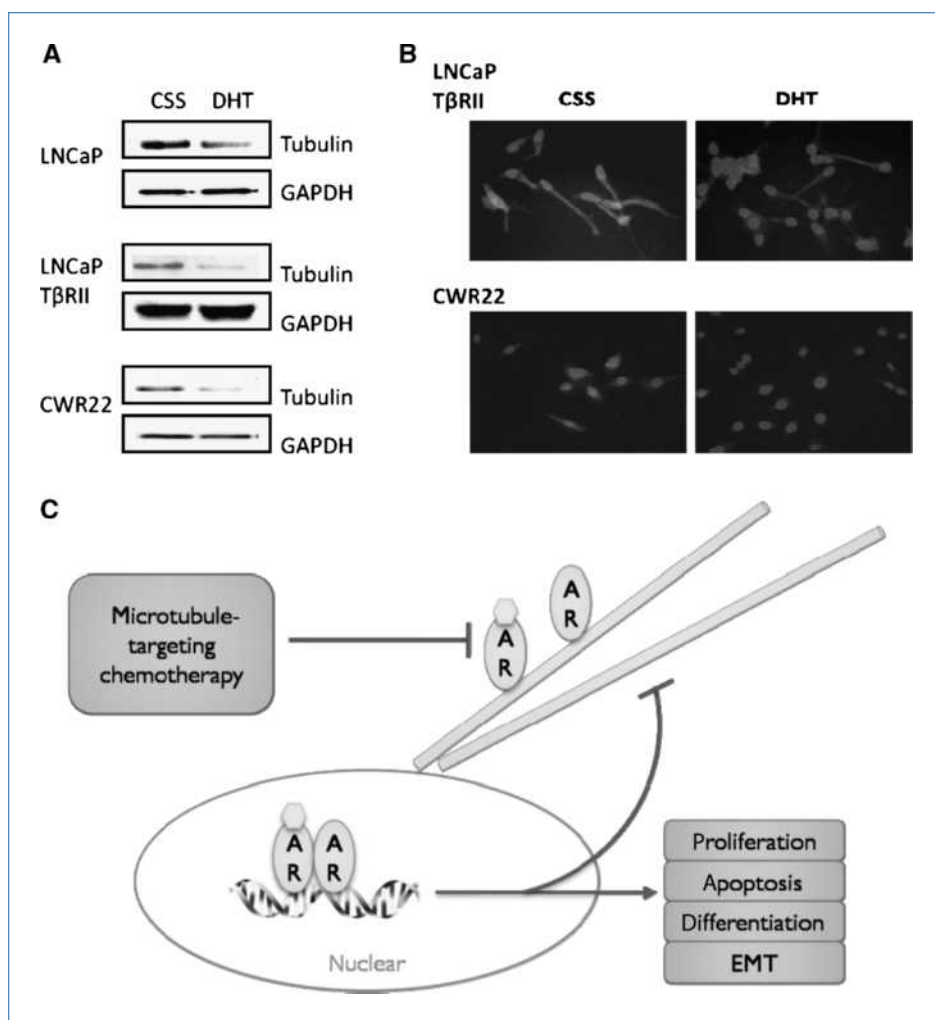 A
CSS DHT
LNCaP
Tubulin
GAPDH
LNCaP
TβRII
Tubulin
GAPDH
CWR22
Tubulin
GAPDH
B
LNCaP
TβRII
CSS DHT
CWR22
C
Microtubule-
targeting
chemotherapy
A
R
A
R
A
R
A
R
Nuclear
Proliferation
Apoptosis
Differentiation
EMT